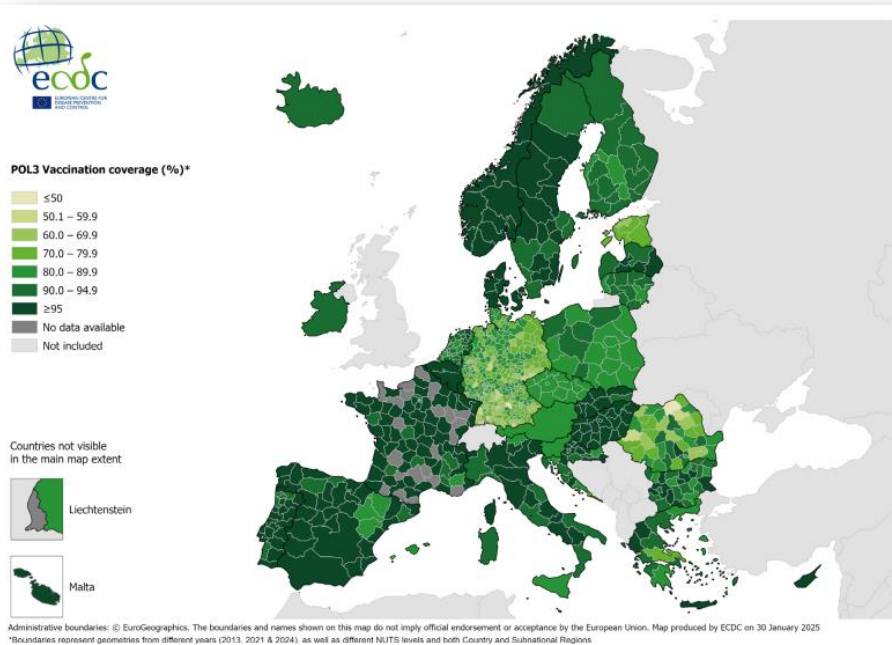 ecdc
EUROPEAN CENTRE FOR
DISEASE PREVENTION
AND CONTROL
POL3 Vaccination coverage (%)*
≤50
50.1 – 59.9
60.0 – 69.9
70.0 – 79.9
80.0 – 89.9
90.0 – 94.9
≥95
No data available
Not included
Countries not visible
in the main map extent
Liechtenstein
Malta
Administrative boundaries: © EuroGeographics. The boundaries and names shown on this map do not imply official endorsement or acceptance by the European Union. Map produced by ECDC on 30 January 2025
*Boundaries represent geometries from different years (2013, 2021 & 2024), as well as different NUTS levels and both Country and Subnational Regions